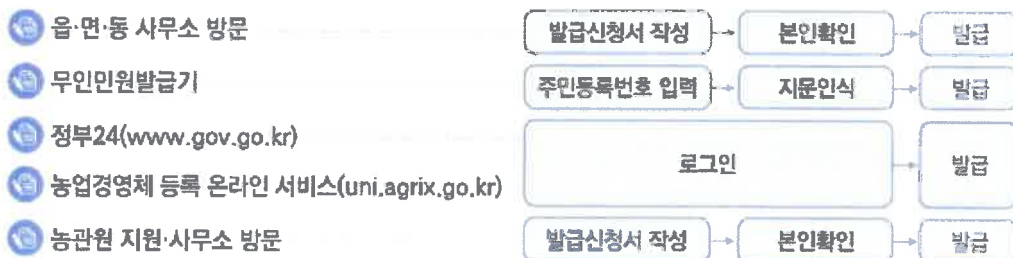 읍·면·동 사무소 방문 발급신청서 작성 본인확인 발급
무인민원발급기 주민등록번호 입력 지문인식 발급
정부24(www.gov.go.kr)
로그인 발급
농업경영체 등록 온라인 서비스(uni.agrix.go.kr)
농관원 지원·사무소 방문 발급신청서 작성 본인확인 발급